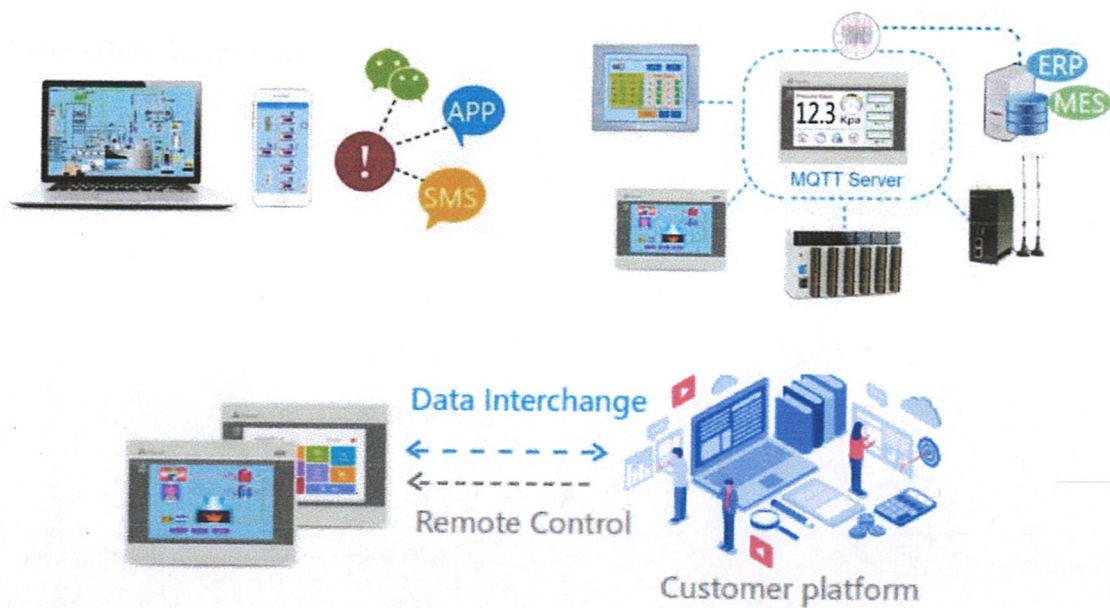 APP
SMS
!
ERP
MES
12.3
Kpa
MQTT Server
Data Interchange
Remote Control
Customer platform